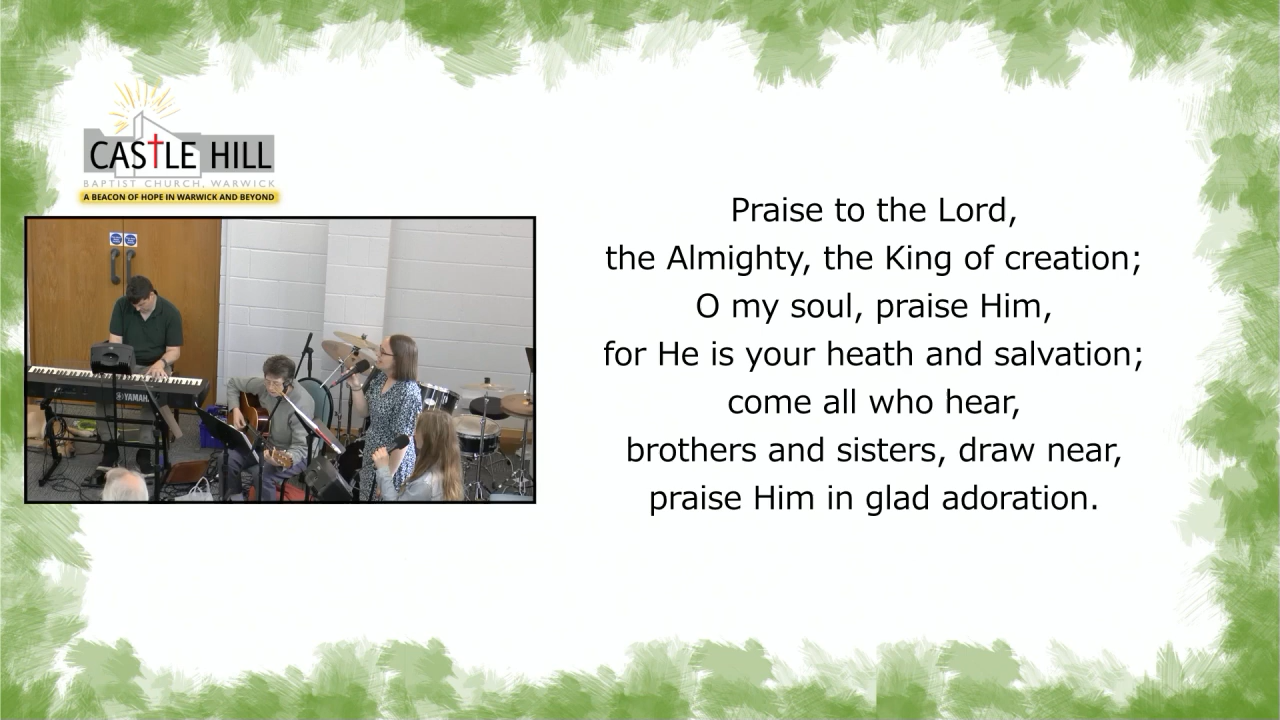 CASTLE HILL
BAPTIST CHURCH, WARWICK
A BEACON OF HOPE IN WARWICK AND BEYOND
YAMAHA
Praise to the Lord,
the Almighty, the King of creation;
O my soul, praise Him,
for He is your heath and salvation;
come all who hear,
brothers and sisters, draw near,
praise Him in glad adoration.